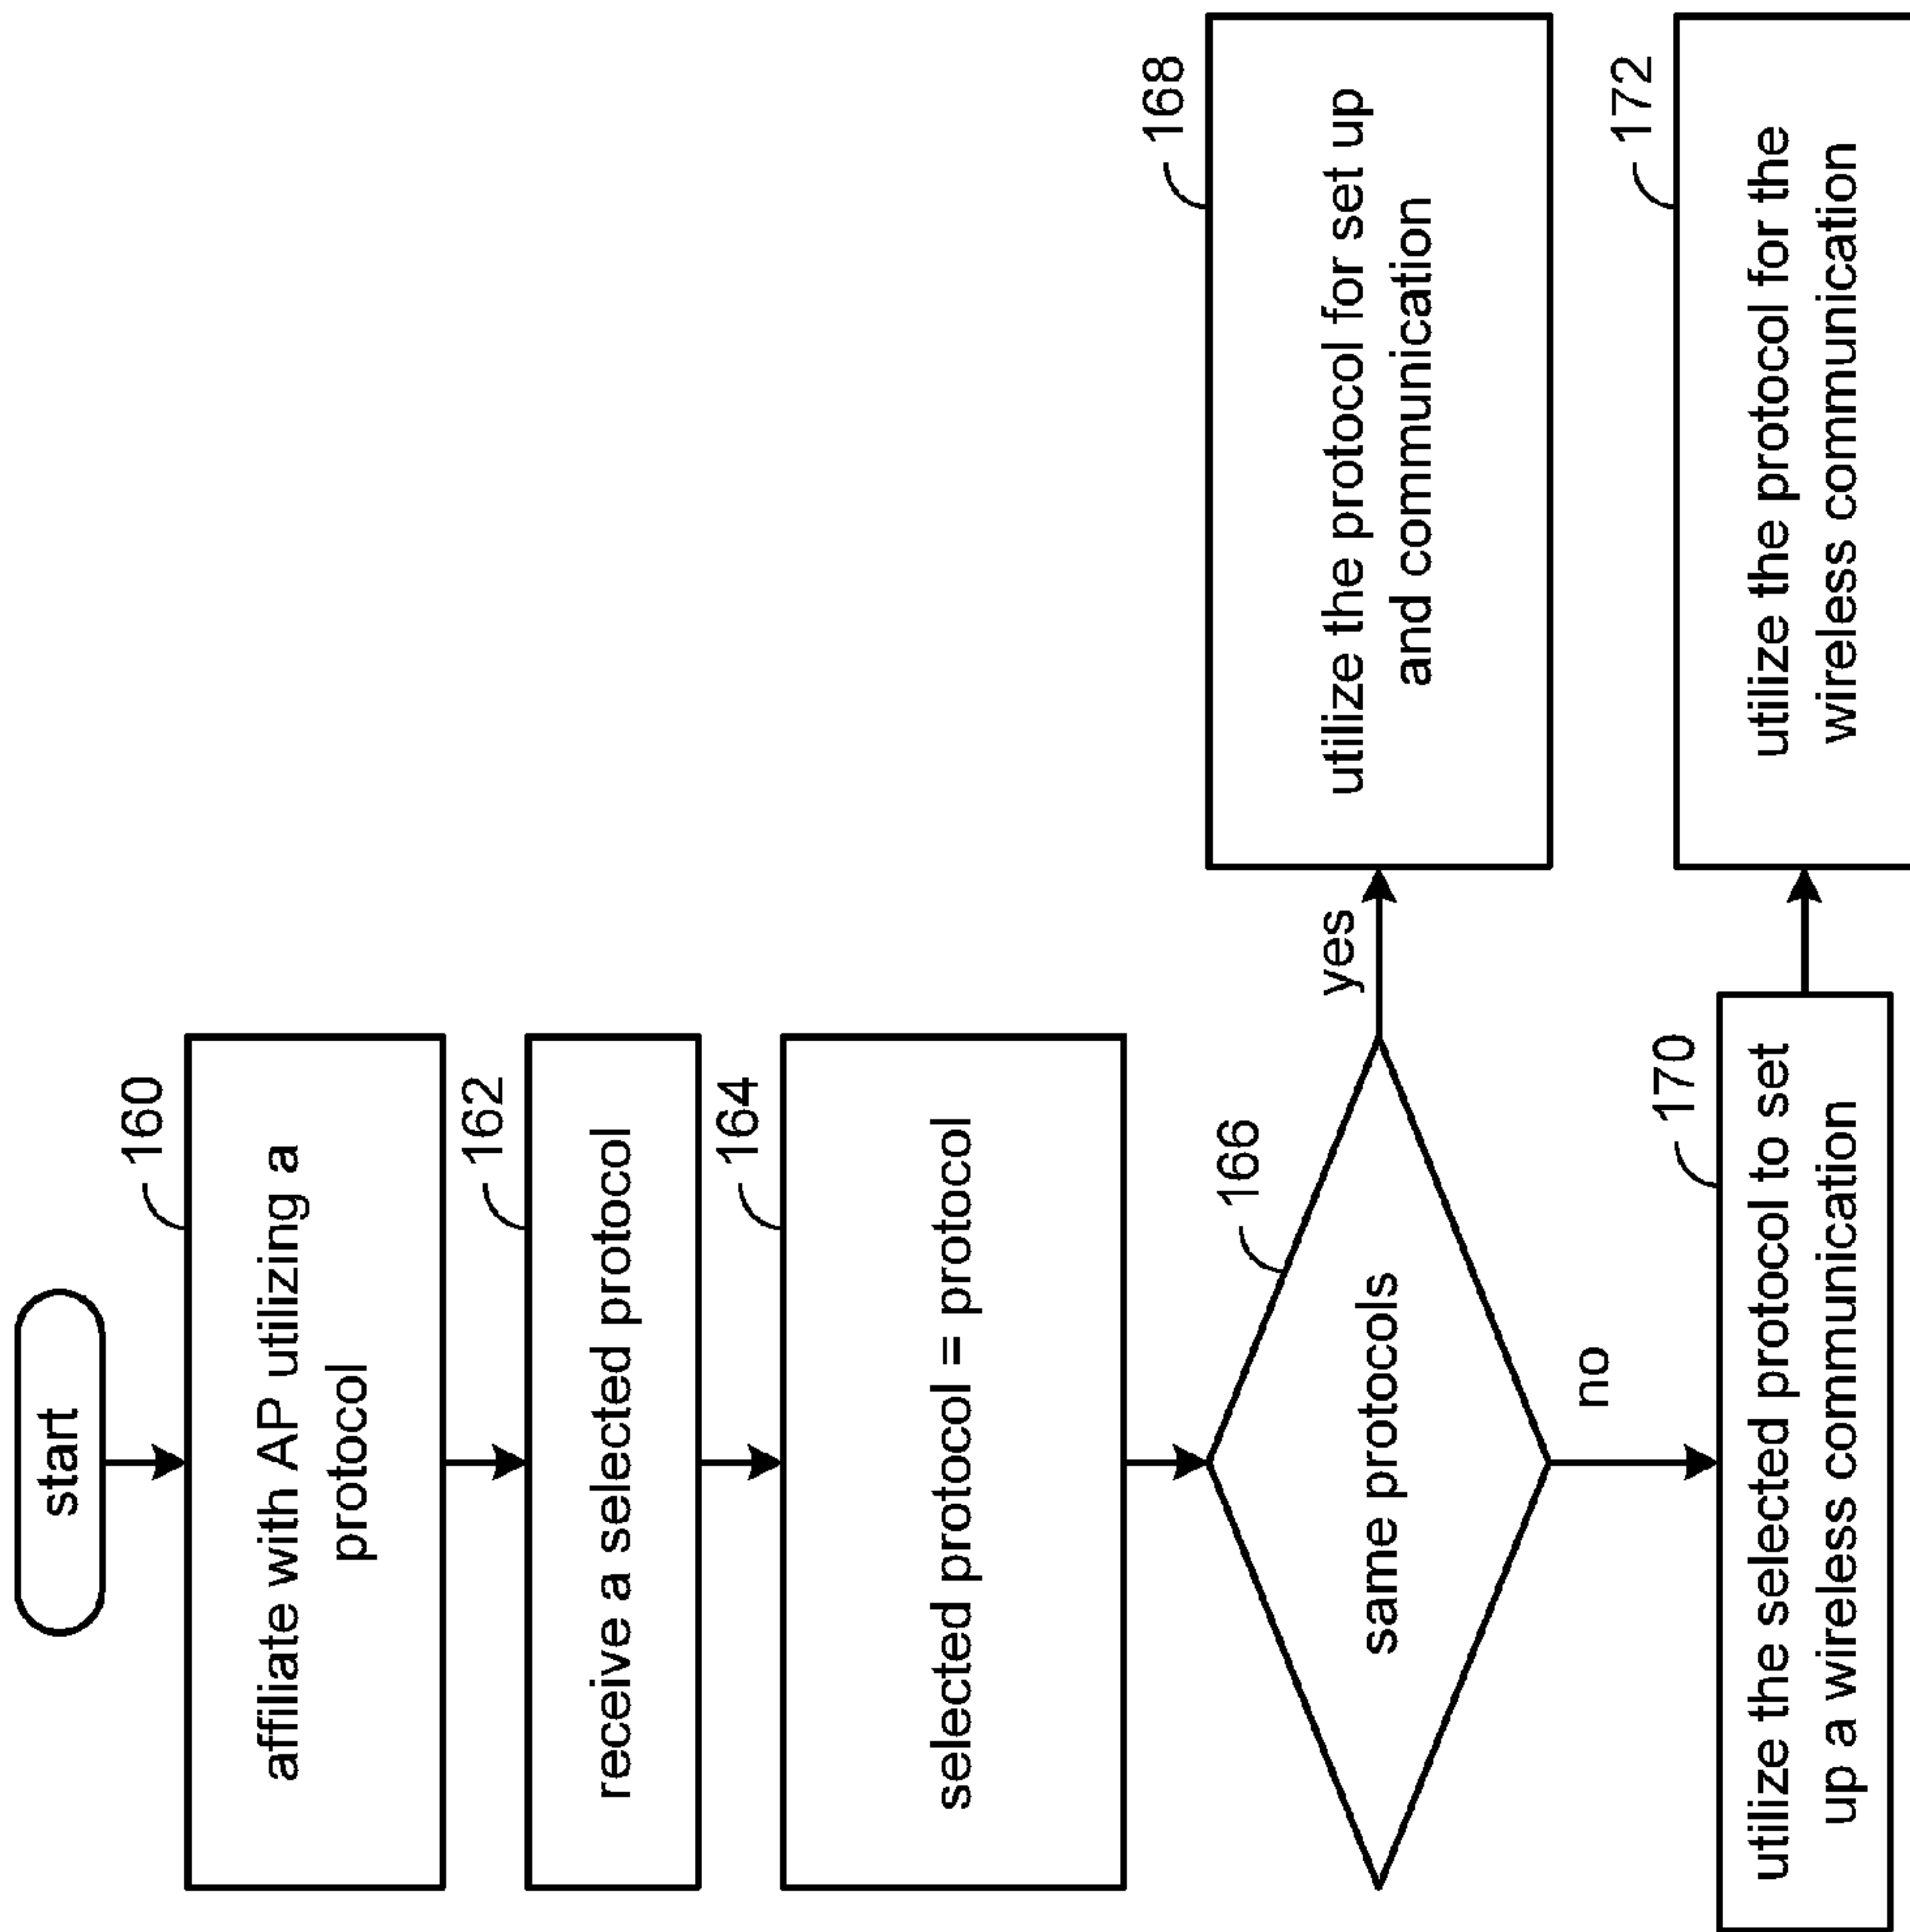 start
160
affiliate with AP utilizing a
protocol
162
receive a selected protocol
164
selected protocol = protocol
166
same protocols
yes
168
utilize the protocol for set up
and communication
no
170
utilize the selected protocol to set
up a wireless communication
172
utilize the protocol for the
wireless communication